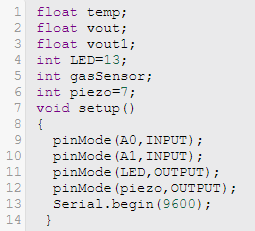 1 float temp;
2 float vout;
3 float vout1;
4 int LED=13;
5 int gasSensor;
6 int piezo=7;
7 void setup()
8 {
9 pinMode(A0,INPUT);
10 pinMode(A1,INPUT);
11 pinMode(LED,OUTPUT);
12 pinMode(piezo,OUTPUT);
13 Serial.begin(9600);
14 }